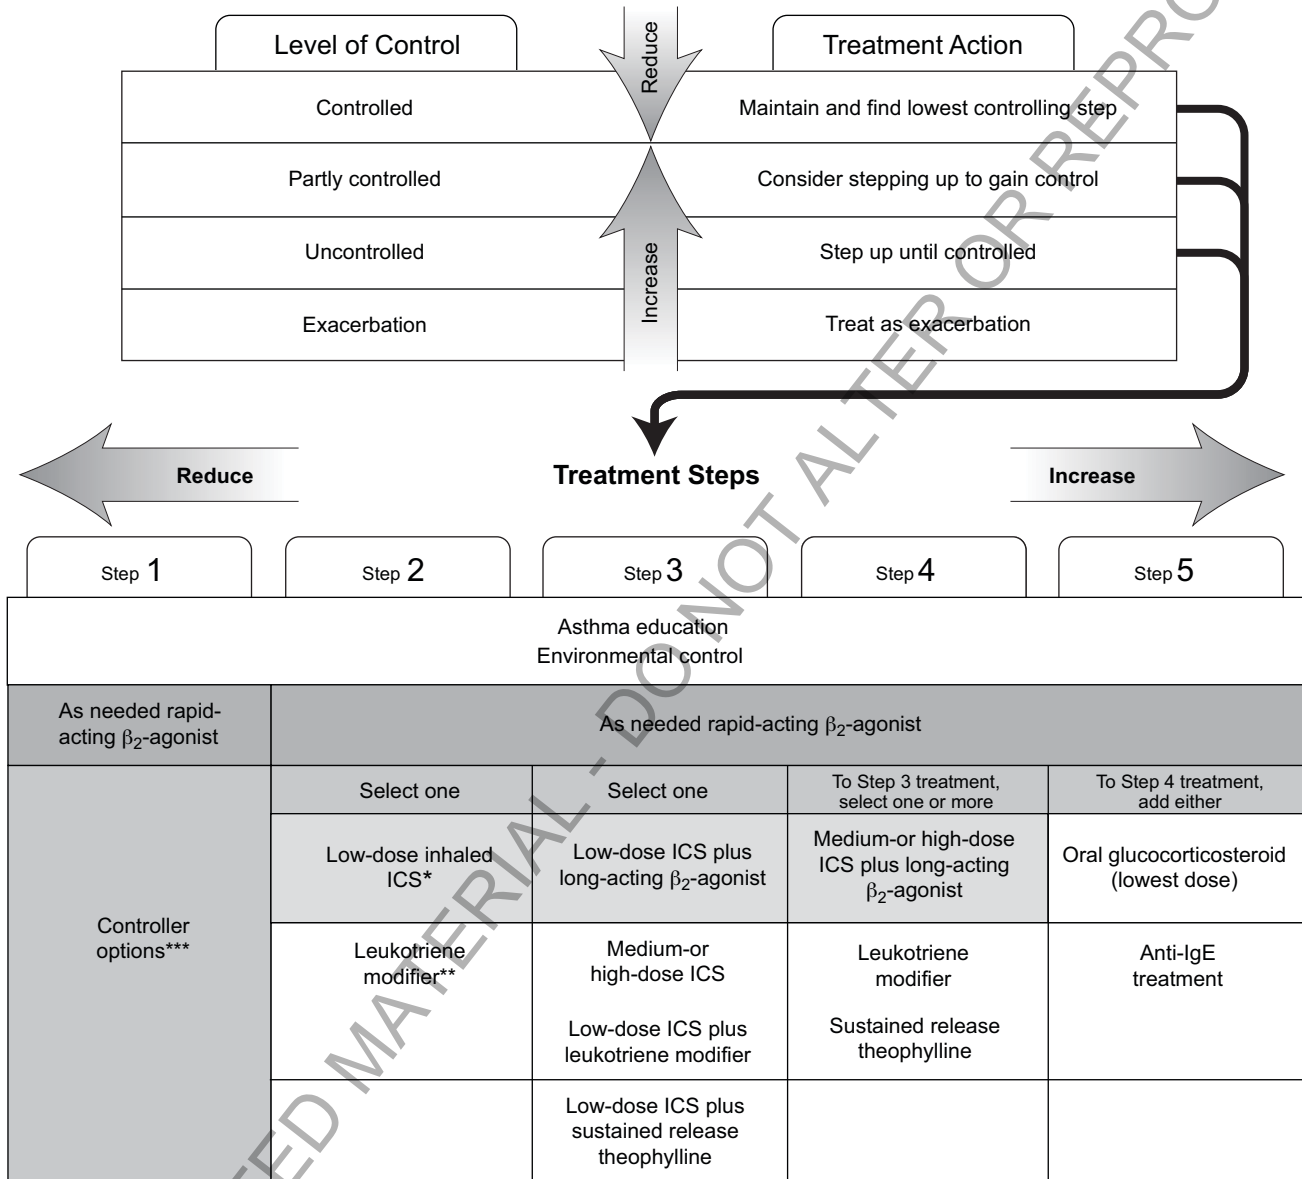 Level of Control
Reduce
Treatment Action
Controlled
Maintain and find lowest controlling step
Partly controlled
Consider stepping up to gain control
Uncontrolled
Step up until controlled
Increase
Exacerbation
Treat as exacerbation
Reduce
Treatment Steps
Increase
Step 1
Step 2
Step 3
Step 4
Step 5
Asthma education
Environmental control
As needed rapid-
acting β2-agonist
As needed rapid-acting β2-agonist
Controller
options***
Select one
Select one
To Step 3 treatment,
select one or more
To Step 4 treatment,
add either
Low-dose inhaled
ICS*
Low-dose ICS plus
long-acting β2-agonist
Medium-or high-dose
ICS plus long-acting
β2-agonist
Oral glucocorticosteroid
(lowest dose)
Leukotriene
modifier**
Medium-or
high-dose ICS
Leukotriene
modifier
Anti-IgE
treatment
Low-dose ICS plus
leukotriene modifier
Sustained release
theophylline
Low-dose ICS plus
sustained release
theophylline
MATERIAL - DO NOT ALTER OR